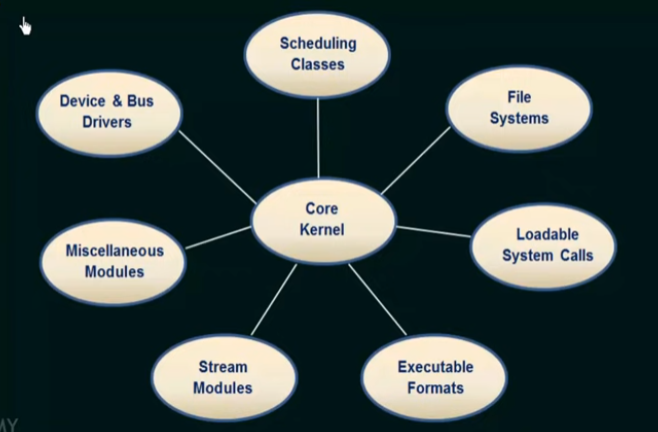 Scheduling
Classes
Device & Bus
Drivers
File
Systems
Core
Kernel
Miscellaneous
Modules
Loadable
System Calls
Stream
Modules
Executable
Formats
MY